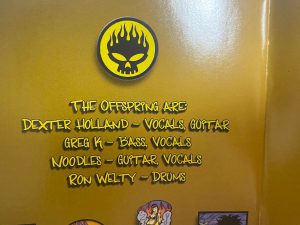 THE OFFSPRING ARE:
DEXTER HOLLAND - VOCALS, GUITAR
GREG K - BASS, VOCALS
NOODLES - GUITAR, VOCALS
RON WELTY - DRUMS